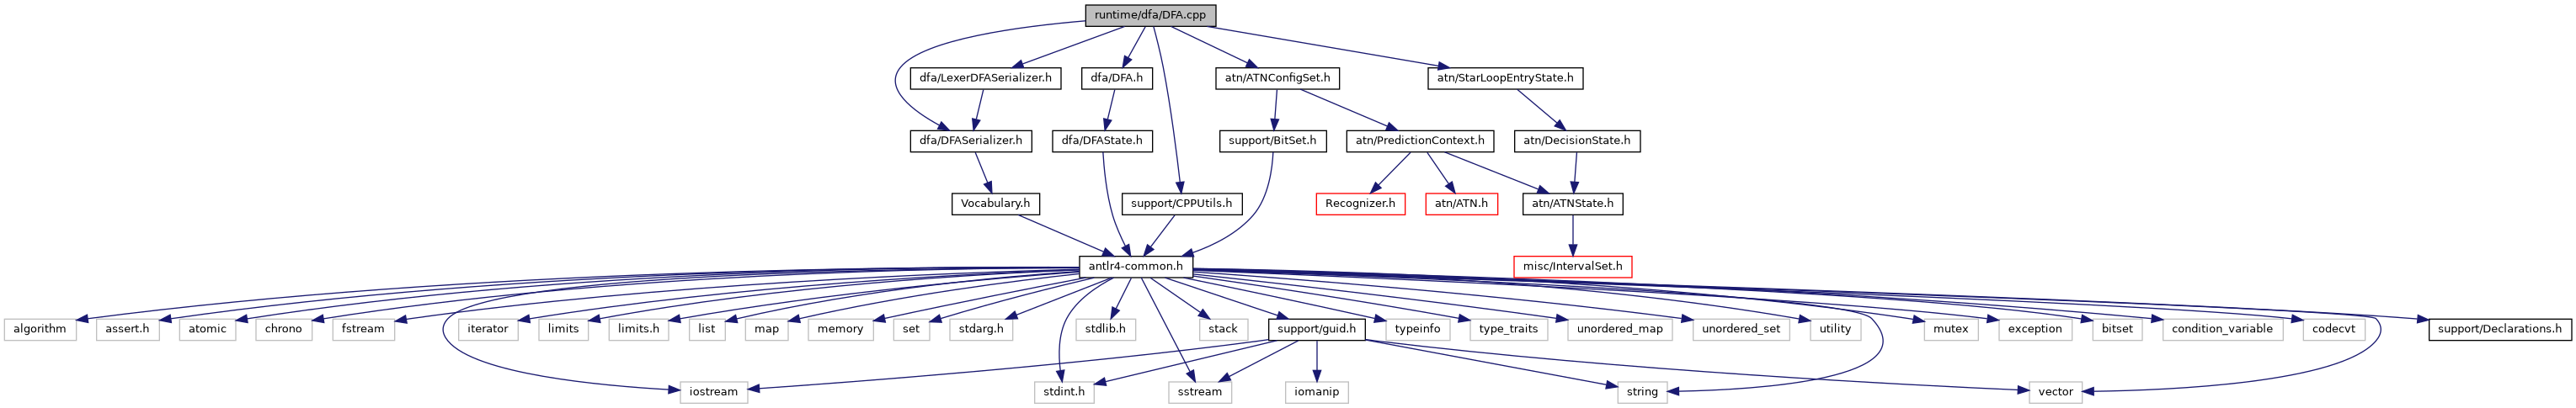 runtime/dfa/DFA.cpp
dfa/LexerDFASerializer.h
dfa/DFA.h
atn/ATNConfigSet.h
atn/StarLoopEntryState.h
dfa/DFASerializer.h
dfa/DFAState.h
support/BitSet.h
atn/PredictionContext.h
atn/DecisionState.h
Vocabulary.h
support/CPPUtils.h
Recognizer.h
atn/ATN.h
atn/ATNState.h
antlr4-common.h
misc/IntervalSet.h
algorithm
assert.h
atomic
chrono
fstream
iterator
limits
limits.h
list
map
memory
set
stdarg.h
stdlib.h
stack
support/guid.h
typeinfo
type_traits
unordered_map
unordered_set
utility
mutex
exception
bitset
condition_variable
codecvt
support/Declarations.h
iostream
stdint.h
sstream
iomanip
string
vector